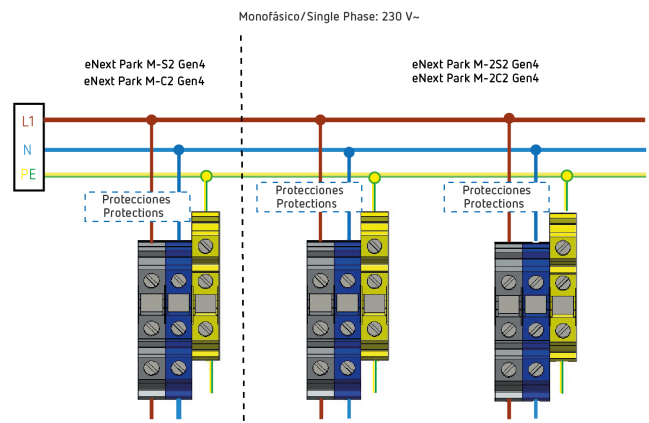 Monofásico/Single Phase: 230 V~
eNext Park M-S2 Gen4
eNext Park M-C2 Gen4
eNext Park M-2S2 Gen4
eNext Park M-2C2 Gen4
L1
N
PE
Protecciones
Protections
Protecciones
Protections
Protecciones
Protections